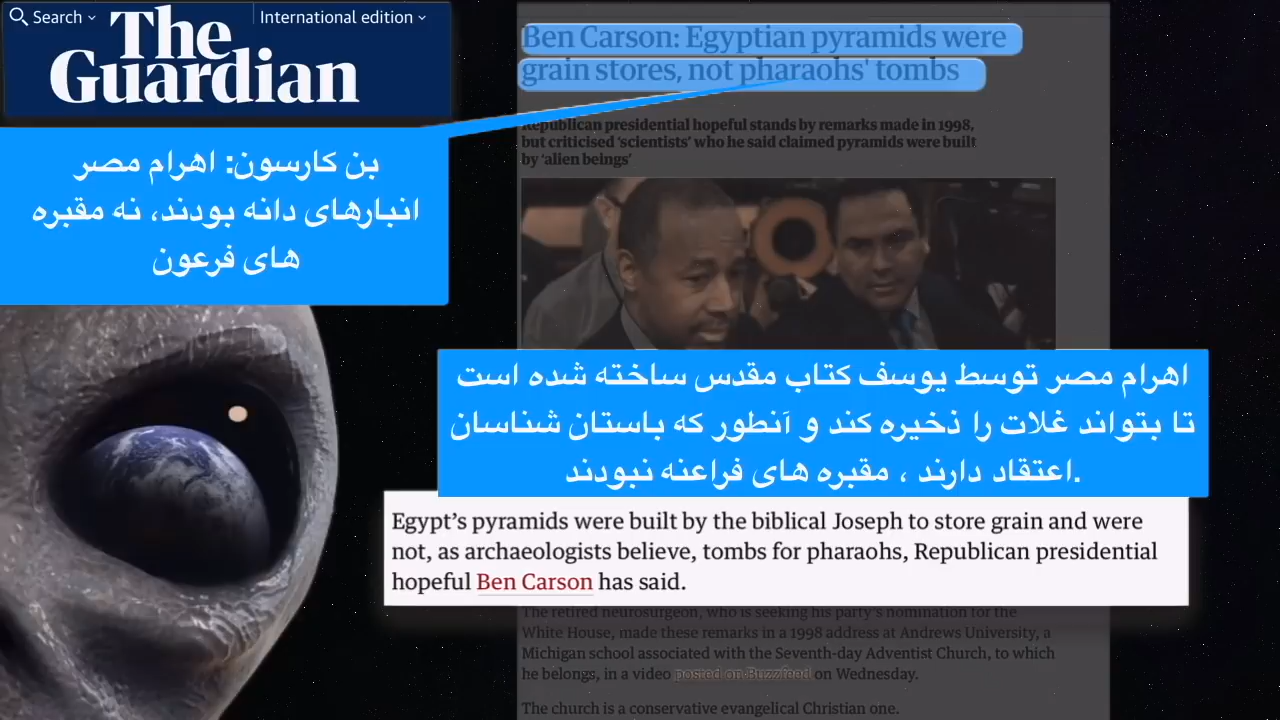 Search
International edition
The
Guardian
Ben Carson: Egyptian pyramids were
grain stores, not pharaohs' tombs
Republican presidential hopeful stands by remarks made in 1998,
but criticised ‘scientists’ who he said claimed pyramids were built
by ‘alien beings’
بن کارسون: اهرام مصر
انبارهای دانه بودند، نه مقبره
های فرعون
اهرام مصر توسط یوسف کتاب مقدس ساخته شده است
تا بتواند غلات را ذخیره کند و آنطور که باستان شناسان
.اعتقاد دارند ، مقبره های فراعنه نبودند
Egypt’s pyramids were built by the biblical Joseph to store grain and were
not, as archaeologists believe, tombs for pharaohs, Republican presidential
hopeful Ben Carson has said.
The retired neurosurgeon, who is seeking his party’s nomination for the
White House, made these remarks in a 1998 address at Andrews University, a
Michigan school associated with the Seventh-day Adventist Church, to which
he belongs, in a video posted on Buzzfeed on Wednesday.
The church is a conservative evangelical Christian one.